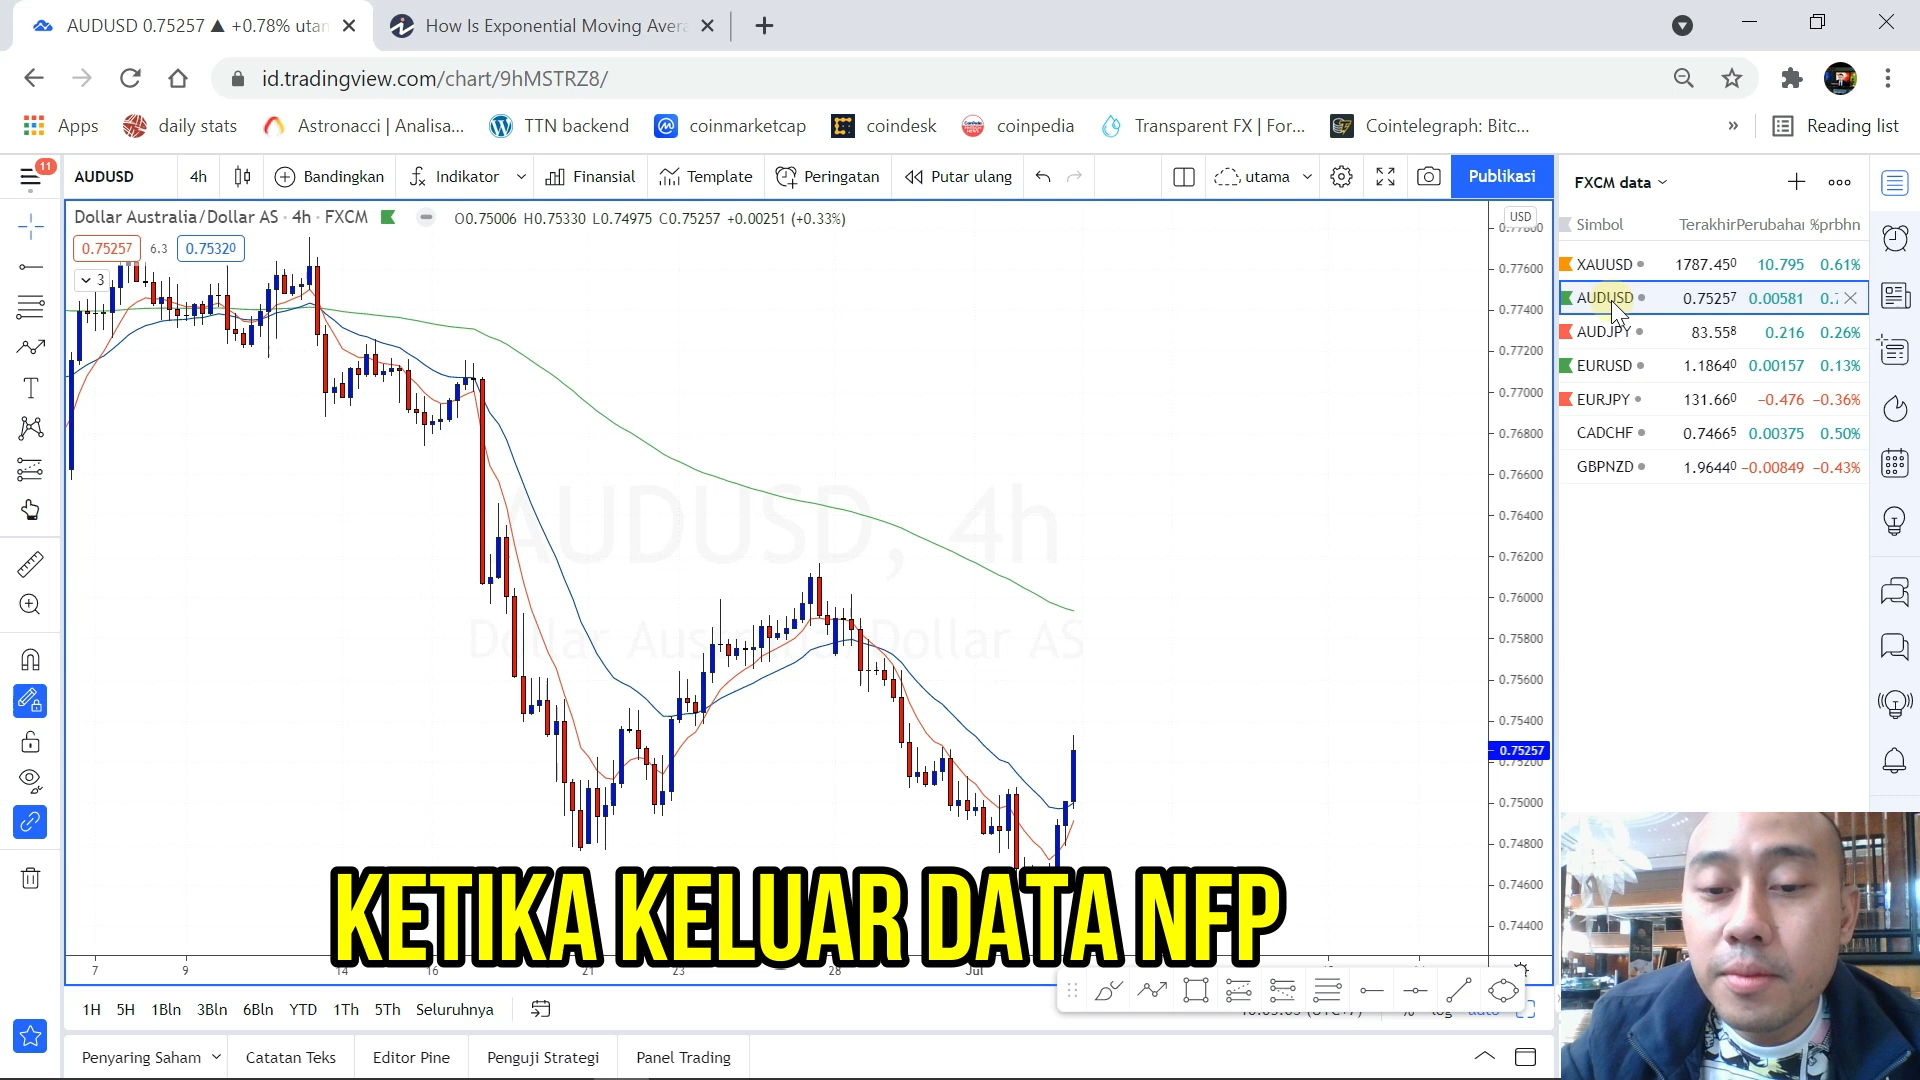 AUDUSD 0.75257 ▲ +0.78% utan
How Is Exponential Moving Avera
id.tradingview.com/chart/9hMSTRZ8/
Apps daily stats Astronacci | Analisa... TTN backend coinmarketcap coindesk coinpedia Transparent FX | For... Cointelegraph: Bitc... » Reading list
11
AUDUSD 4h Bandingkan Indikator Finansial Template Peringatan Putar ulang utama Publikasi
FXCM data
Dollar Australia/Dollar AS · 4h · FXCM O0.75006 H0.75330 L0.74975 C0.75257 +0.00251 (+0.33%)
0.75257 6.3 0.75320
3
USD
Simbol Terakhir Perubahan %prbhn
XAUUSD 1787.450 10.795 0.61%
AUDUSD 0.75257 0.00581
AUDJPY 83.558 0.216 0.26%
EURUSD 1.18640 0.00157 0.13%
EURJPY 131.660 −0.476 −0.36%
CADCHF 0.74665 0.00375 0.50%
GBPNZD 1.96440 −0.00849 −0.43%
0.77800
0.77600
0.77400
0.77200
0.77000
0.76800
0.76600
0.76400
0.76200
0.76000
0.75800
0.75600
0.75400
0.75257
0.75200
0.75000
0.74800
0.74600
0.74400
AUDUSD, 4h
Dollar Australia/Dollar AS
KETIKA KELUAR DATA NFP
7 9 14 16 21 23 28 Jul
1H 5H 1Bln 3Bln 6Bln YTD 1Th 5Th Seluruhnya
% log auto
Penyaring Saham Catatan Teks Editor Pine Penguji Strategi Panel Trading